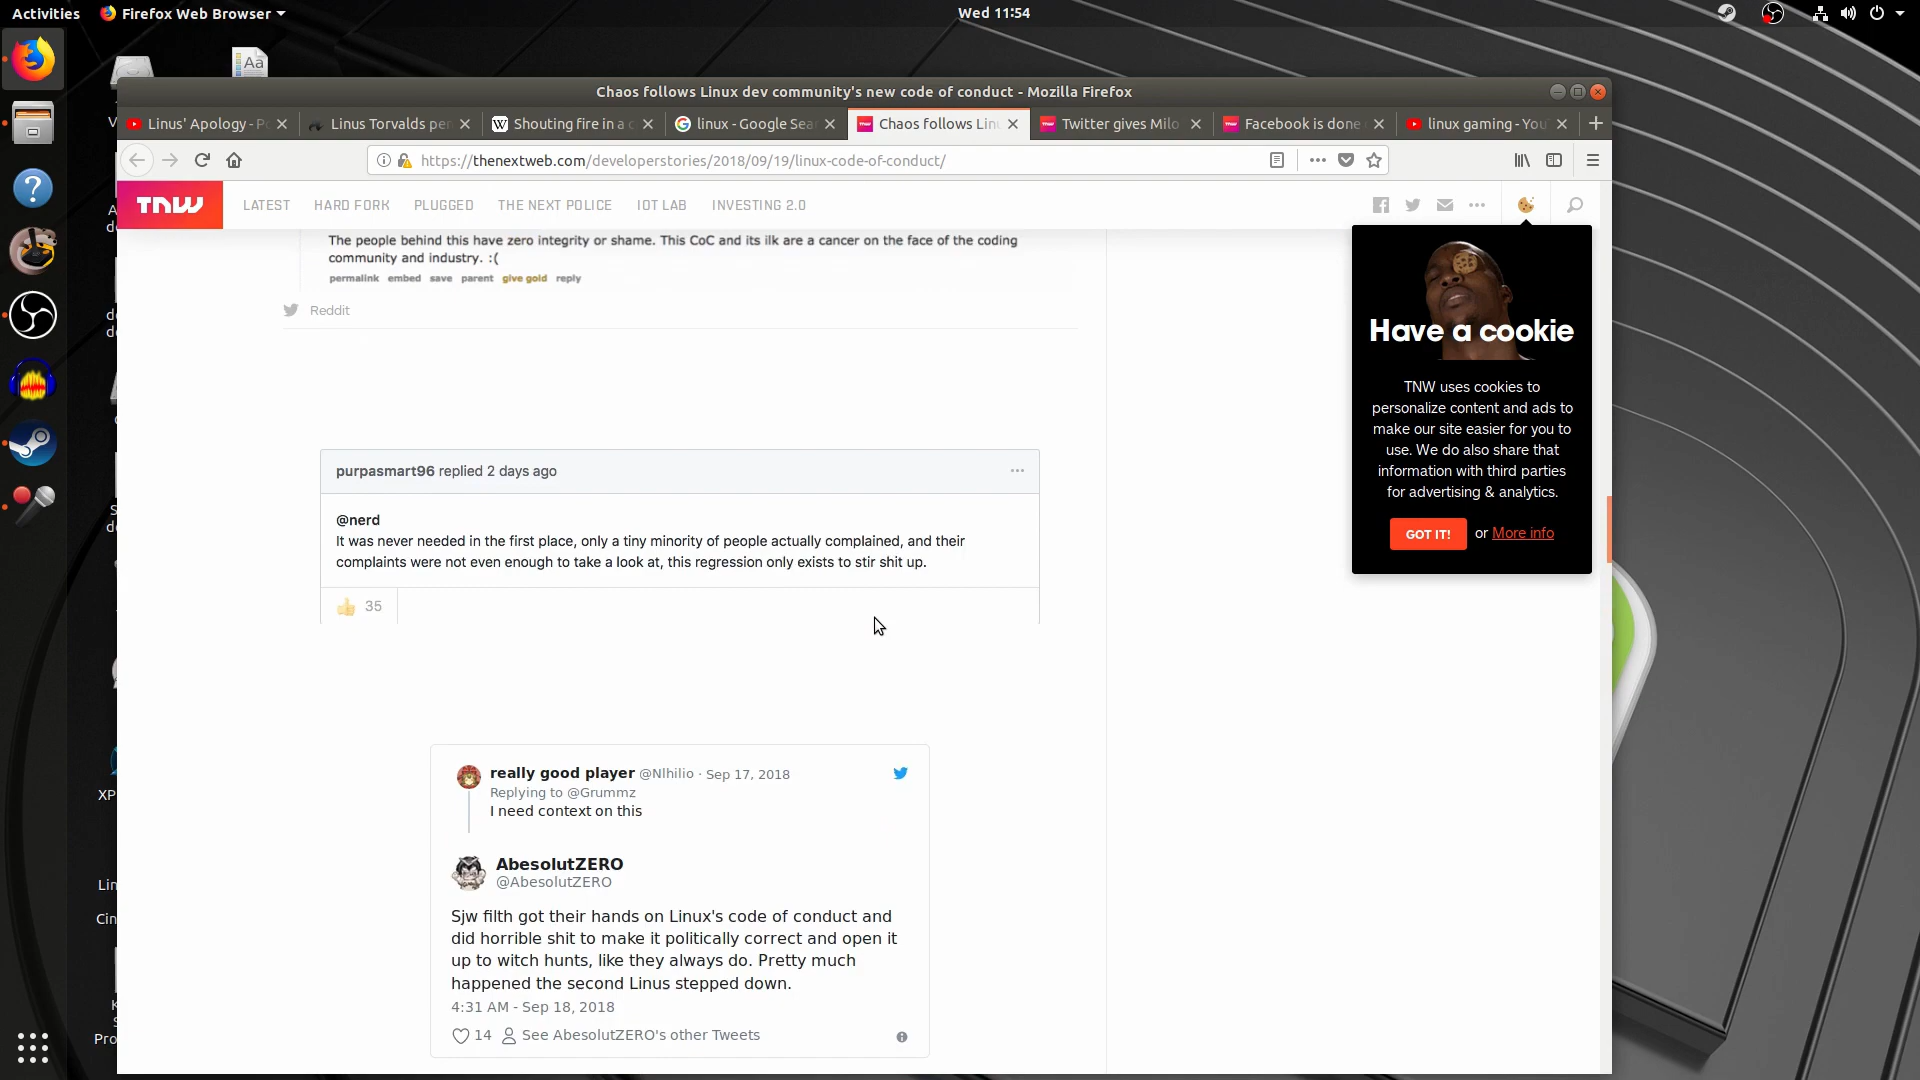 Activities
Firefox Web Browser
Wed 11:54
Aa
Chaos follows Linux dev community's new code of conduct - Mozilla Firefox
Linus' Apology - P
Linus Torvalds pe
Shouting fire in a c
linux - Google Sea
Chaos follows Lin
Twitter gives Milo
Facebook is done
linux gaming - You
https://thenextweb.com/developerstories/2018/09/19/linux-code-of-conduct/
TNW
LATEST
HARD FORK
PLUGGED
THE NEXT POLICE
IOT LAB
INVESTING 2.0
The people behind this have zero integrity or shame. This CoC and its ilk are a cancer on the face of the coding
community and industry. :(
permalink embed save parent give gold reply
Reddit
Have a cookie
TNW uses cookies to
personalize content and ads to
make our site easier for you to
use. We do also share that
information with third parties
for advertising & analytics.
GOT IT! or More info
purpasmart96 replied 2 days ago
@nerd
It was never needed in the first place, only a tiny minority of people actually complained, and their
complaints were not even enough to take a look at, this regression only exists to stir shit up.
35
really good player @Nlhilio · Sep 17, 2018
Replying to @Grummz
I need context on this
AbesolutZERO
@AbesolutZERO
Sjw filth got their hands on Linux's code of conduct and
did horrible shit to make it politically correct and open it
up to witch hunts, like they always do. Pretty much
happened the second Linus stepped down.
4:31 AM - Sep 18, 2018
14 See AbesolutZERO's other Tweets
XP
Lin
Cin
Pro